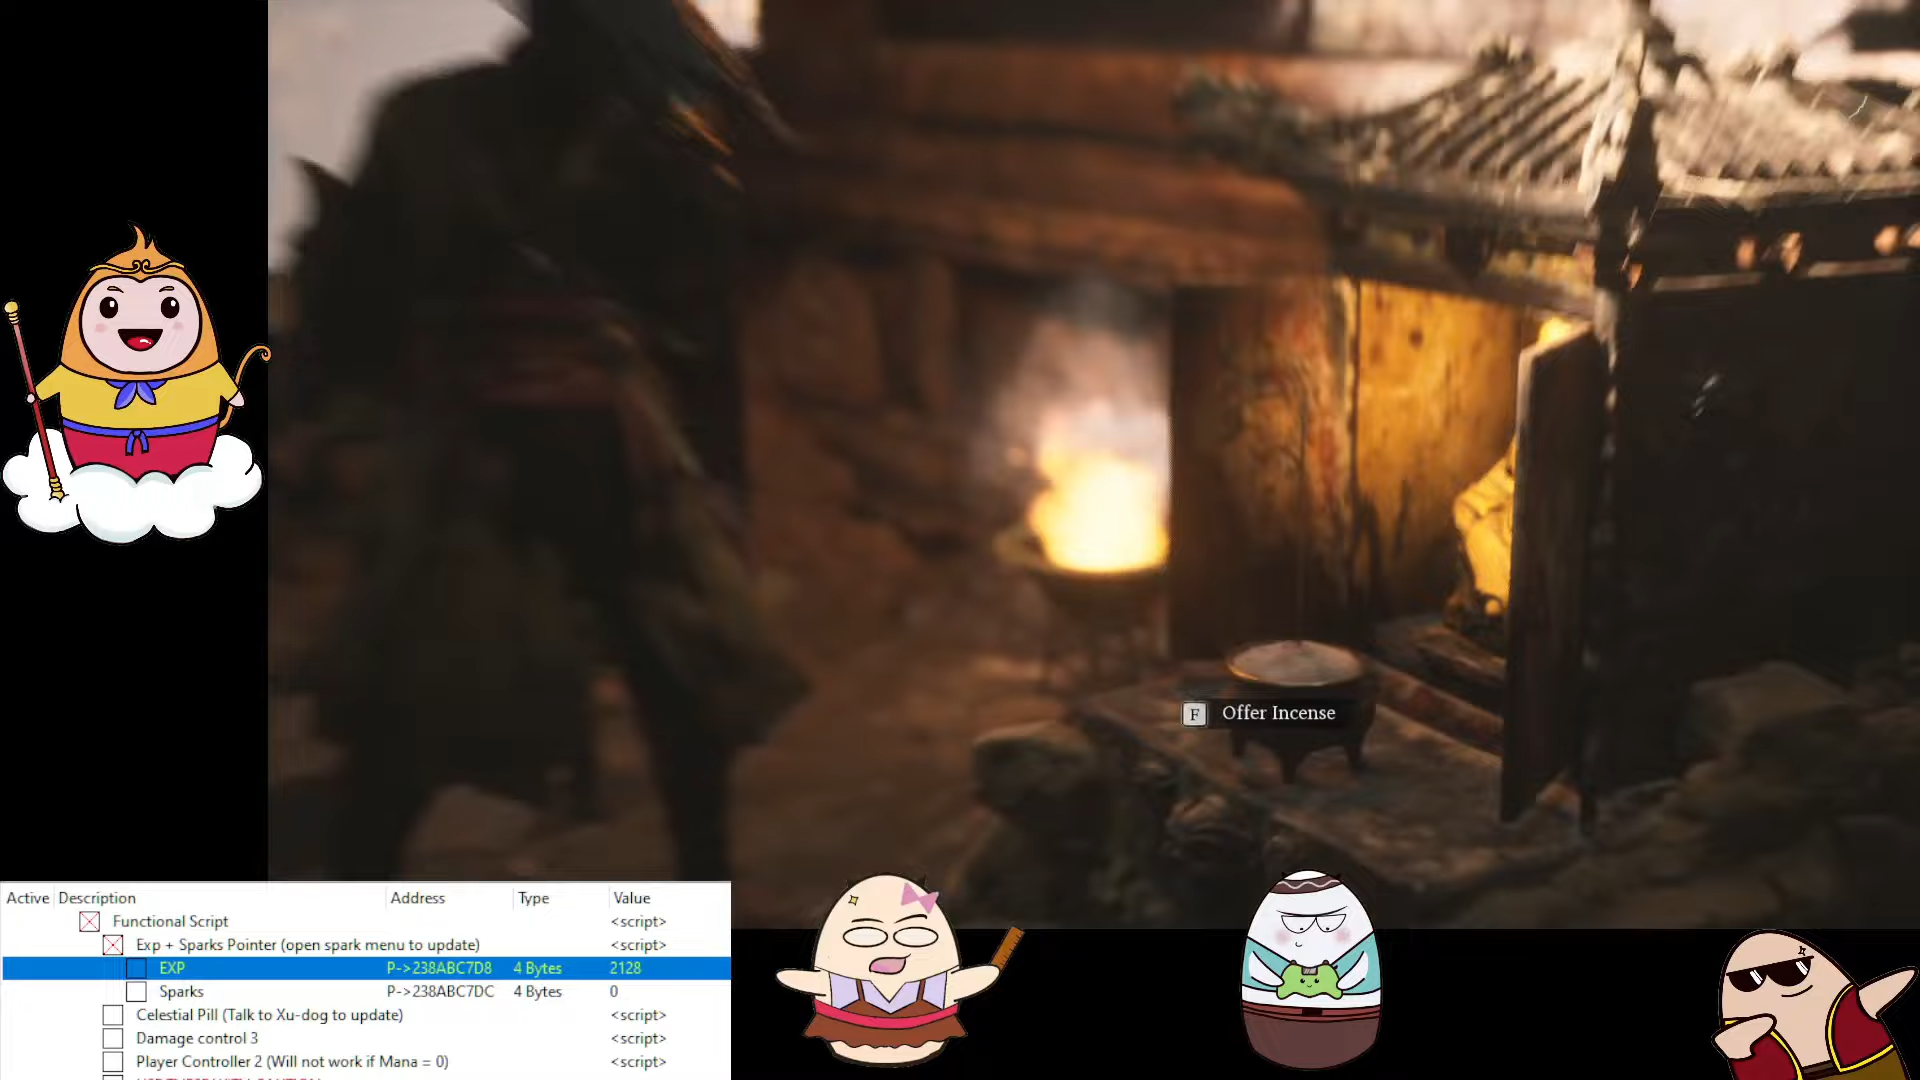 F Offer Incense
Active Description Address Type Value
Functional Script <script>
Exp + Sparks Pointer (open spark menu to update) <script>
EXP P->238ABC7D8 4 Bytes 2128
Sparks P->238ABC7DC 4 Bytes 0
Celestial Pill (Talk to Xu-dog to update) <script>
Damage control 3 <script>
Player Controller 2 (Will not work if Mana = 0) <script>